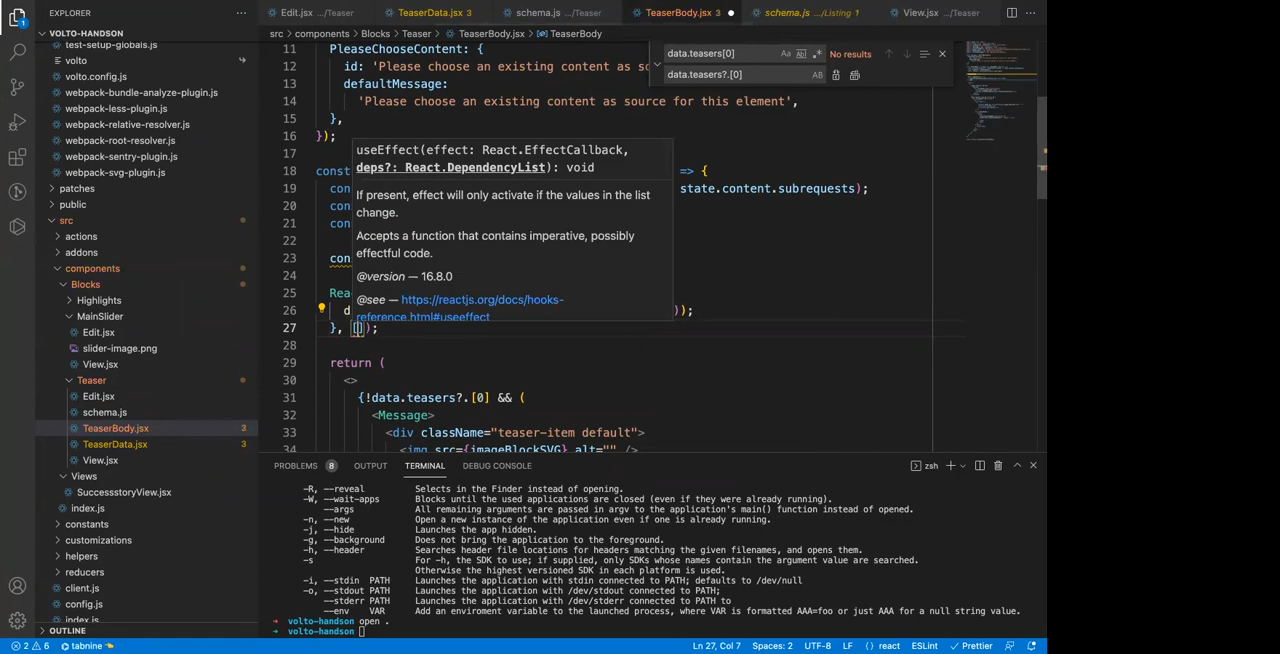 EXPLORER ···
Edit.jsx .../Teaser TeaserData.jsx 3 schema.js .../Teaser TeaserBody.jsx 3 schema.js .../Listing 1 View.jsx .../Teaser ···
VOLTO-HANDSON
test-setup-globals.js
volto
volto.config.js
webpack-bundle-analyze-plugin.js
webpack-less-plugin.js
webpack-relative-resolver.js
webpack-root-resolver.js
webpack-sentry-plugin.js
webpack-svg-plugin.js
patches
public
src
actions
addons
components
Blocks
Highlights
MainSlider
Edit.jsx
slider-image.png
View.jsx
Teaser
Edit.jsx
schema.js
TeaserBody.jsx 3
TeaserData.jsx 3
View.jsx
Views
SuccessstoryView.jsx
index.js
constants
customizations
helpers
reducers
client.js
config.js
index.js
OUTLINE
src > components > Blocks > Teaser > TeaserBody.jsx > TeaserBody
data.teasers[0] Aa ab .* No results
data.teasers?.[0] AB
11 PleaseChooseContent: {
12 id: 'Please choose an existing content as so
13 defaultMessage:
14 'Please choose an existing content as source for this element',
15 },
16 });
17
18 const => {
19 con state.content.subrequests);
20 con
21 con
22
23 con
24
25 Rea
26 d ));
27 }, []);
28
29 return (
30 <>
31 {!data.teasers?.[0] && (
32 <Message>
33 <div className="teaser-item default">
34 <img src={imageBlockSVG} alt="" />
useEffect(effect: React.EffectCallback,
deps?: React.DependencyList): void
If present, effect will only activate if the values in the list
change.
Accepts a function that contains imperative, possibly
effectful code.
@version — 16.8.0
@see — https://reactjs.org/docs/hooks-
reference.html#useeffect
PROBLEMS 8 OUTPUT TERMINAL DEBUG CONSOLE zsh
-R, --reveal Selects in the Finder instead of opening.
-W, --wait-apps Blocks until the used applications are closed (even if they were already running).
--args All remaining arguments are passed in argv to the application's main() function instead of opened.
-n, --new Open a new instance of the application even if one is already running.
-j, --hide Launches the app hidden.
-g, --background Does not bring the application to the foreground.
-h, --header Searches header file locations for headers matching the given filenames, and opens them.
-s For -h, the SDK to use; if supplied, only SDKs whose names contain the argument value are searched.
Otherwise the highest versioned SDK in each platform is used.
-i, --stdin PATH Launches the application with stdin connected to PATH; defaults to /dev/null
-o, --stdout PATH Launches the application with /dev/stdout connected to PATH;
--stderr PATH Launches the application with /dev/stderr connected to PATH to
--env VAR Add an enviroment variable to the launched process, where VAR is formatted AAA=foo or just AAA for a null string value.
volto-handson open .
volto-handson
2 6 tabnine Ln 27, Col 7 Spaces: 2 UTF-8 LF { } react ESLint Prettier